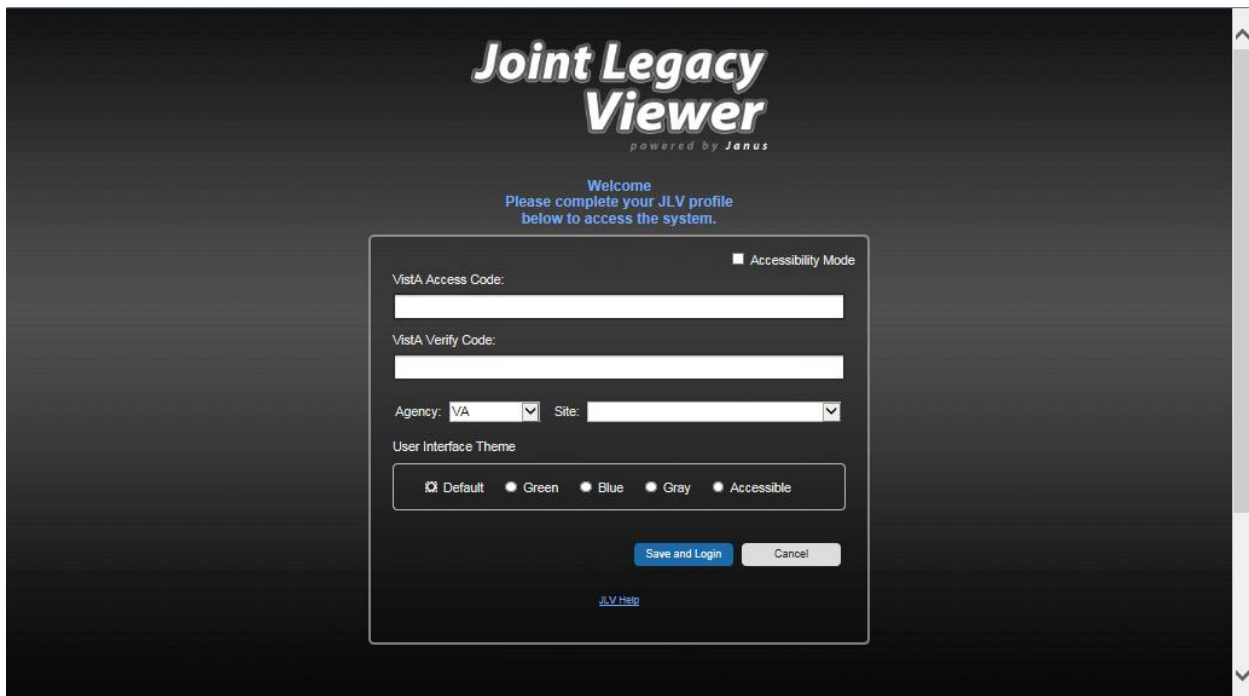 Joint Legacy
Viewer
powered by Janus
Welcome
Please complete your JLV profile
below to access the system.
Accessibility Mode
VistA Access Code:
VistA Verify Code:
Agency: VA Site:
User Interface Theme
Default Green Blue Gray Accessible
Save and Login Cancel
JLV Help